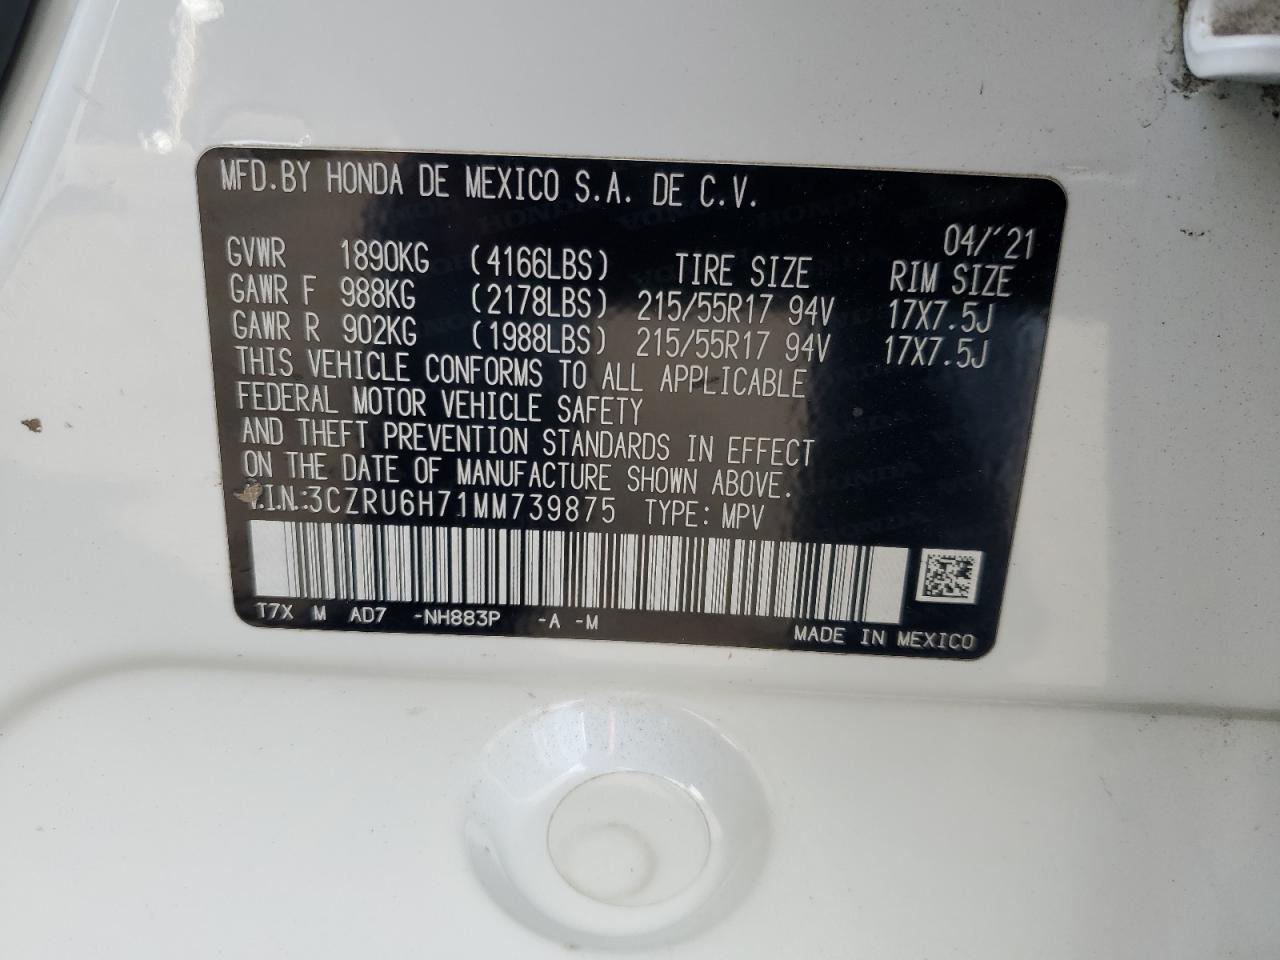 MFD.BY HONDA DE MEXICO S.A. DE C.V.
04/'21
GVWR 1890KG (4166LBS) TIRE SIZE RIM SIZE
GAWR F 988KG (2178LBS) 215/55R17 94V 17X7.5J
GAWR R 902KG (1988LBS) 215/55R17 94V 17X7.5J
THIS VEHICLE CONFORMS TO ALL APPLICABLE
FEDERAL MOTOR VEHICLE SAFETY
AND THEFT PREVENTION STANDARDS IN EFFECT
ON THE DATE OF MANUFACTURE SHOWN ABOVE.
V.I.N.:3CZRU6H71MM739875 TYPE: MPV
T7X M AD7 -NH883P -A -M
MADE IN MEXICO